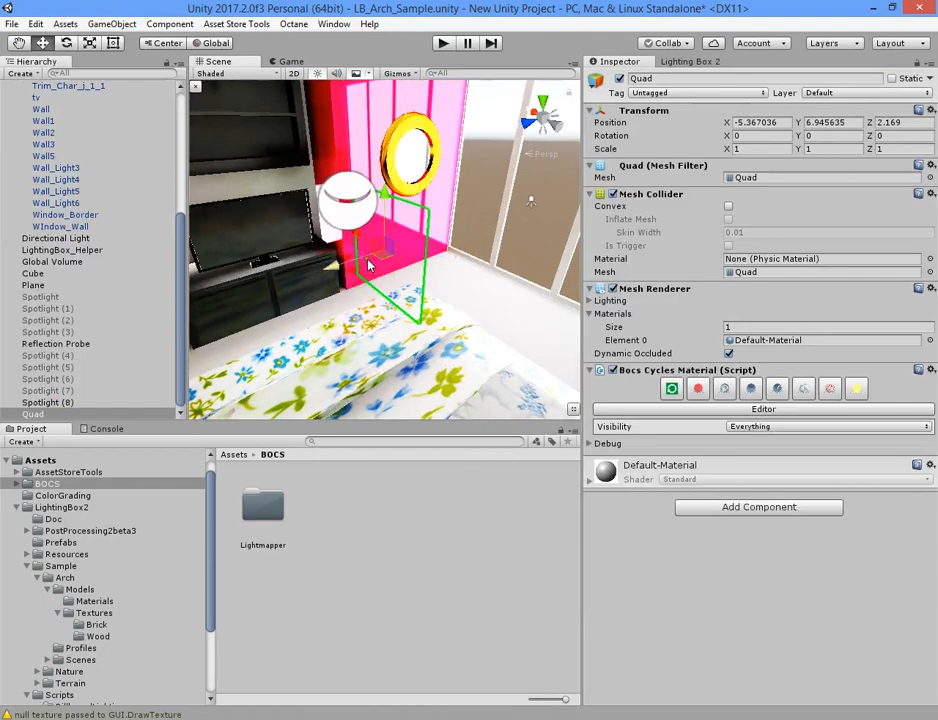 Unity 2017.2.0f3 Personal (64bit) - LB_Arch_Sample.unity - New Unity Project - PC, Mac & Linux Standalone* <DX11>
File Edit Assets GameObject Component Asset Store Tools Octane Window Help
Center Global Collab Account Layers Layout
Hierarchy
Create All
Trim_Char_j_1_1
tv
Wall
Wall1
Wall2
Wall3
Wall5
Wall_Light3
Wall_Light4
Wall_Light5
Wall_Light6
Window_Border
WIndow_Wall
Directional Light
LightingBox_Helper
Global Volume
Cube
Plane
Spotlight
Spotlight (1)
Spotlight (2)
Spotlight (3)
Reflection Probe
Spotlight (4)
Spotlight (5)
Spotlight (6)
Spotlight (7)
Spotlight (8)
Quad
Scene Game
Shaded 2D Gizmos All
Persp
Inspector Lighting Box 2
Quad Static
Tag Untagged Layer Default
Transform
Position X -5.367036 Y 6.945635 Z 2.169
Rotation X 0 Y 0 Z 0
Scale X 1 Y 1 Z 1
Quad (Mesh Filter)
Mesh Quad
Mesh Collider
Convex
Inflate Mesh
Skin Width 0.01
Is Trigger
Material None (Physic Material)
Mesh Quad
Mesh Renderer
Lighting
Materials
Size 1
Element 0 Default-Material
Dynamic Occluded
Bocs Cycles Material (Script)
Editor
Visibility Everything
Debug
Default-Material
Shader Standard
Add Component
Project Console
Create
Assets
AssetStoreTools
BOCS
ColorGrading
LightingBox2
Doc
PostProcessing2beta3
Prefabs
Resources
Sample
Arch
Models
Materials
Textures
Brick
Wood
Profiles
Scenes
Nature
Terrain
Scripts
Assets BOCS
Lightmapper
null texture passed to GUI.DrawTexture